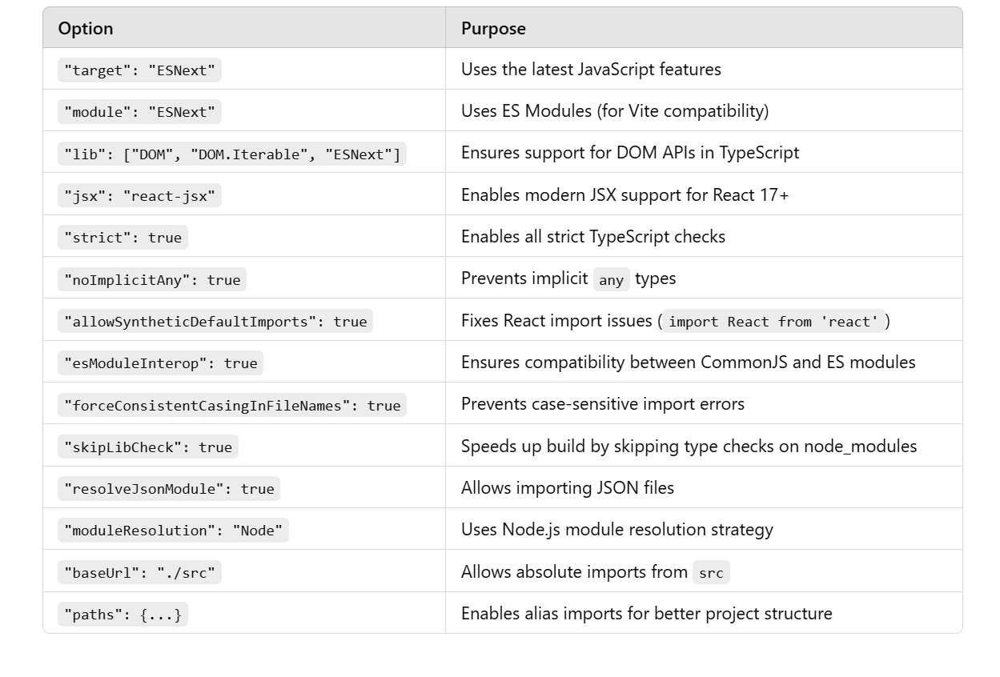 Option Purpose
"target": "ESNext" Uses the latest JavaScript features
"module": "ESNext" Uses ES Modules (for Vite compatibility)
"lib": ["DOM", "DOM.Iterable", "ESNext"] Ensures support for DOM APIs in TypeScript
"jsx": "react-jsx" Enables modern JSX support for React 17+
"strict": true Enables all strict TypeScript checks
"noImplicitAny": true Prevents implicit any types
"allowSyntheticDefaultImports": true Fixes React import issues (import React from 'react')
"esModuleInterop": true Ensures compatibility between CommonJS and ES modules
"forceConsistentCasingInFileNames": true Prevents case-sensitive import errors
"skipLibCheck": true Speeds up build by skipping type checks on node_modules
"resolveJsonModule": true Allows importing JSON files
"moduleResolution": "Node" Uses Node.js module resolution strategy
"baseUrl": "./src" Allows absolute imports from src
"paths": {...} Enables alias imports for better project structure